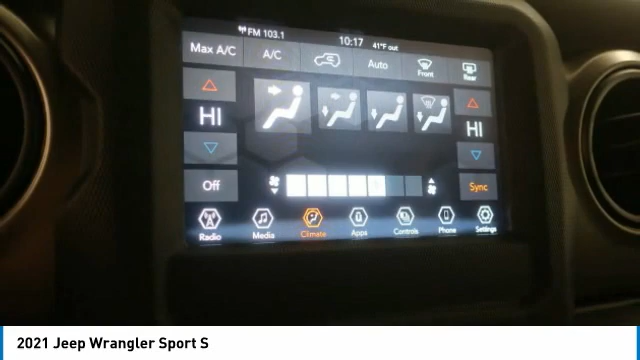 FM 103.1 10:17 41°F out
Max A/C A/C Auto Front Rear
HI HI
Off Sync
Radio Media Climate Apps Controls Phone Settings
2021 Jeep Wrangler Sport S